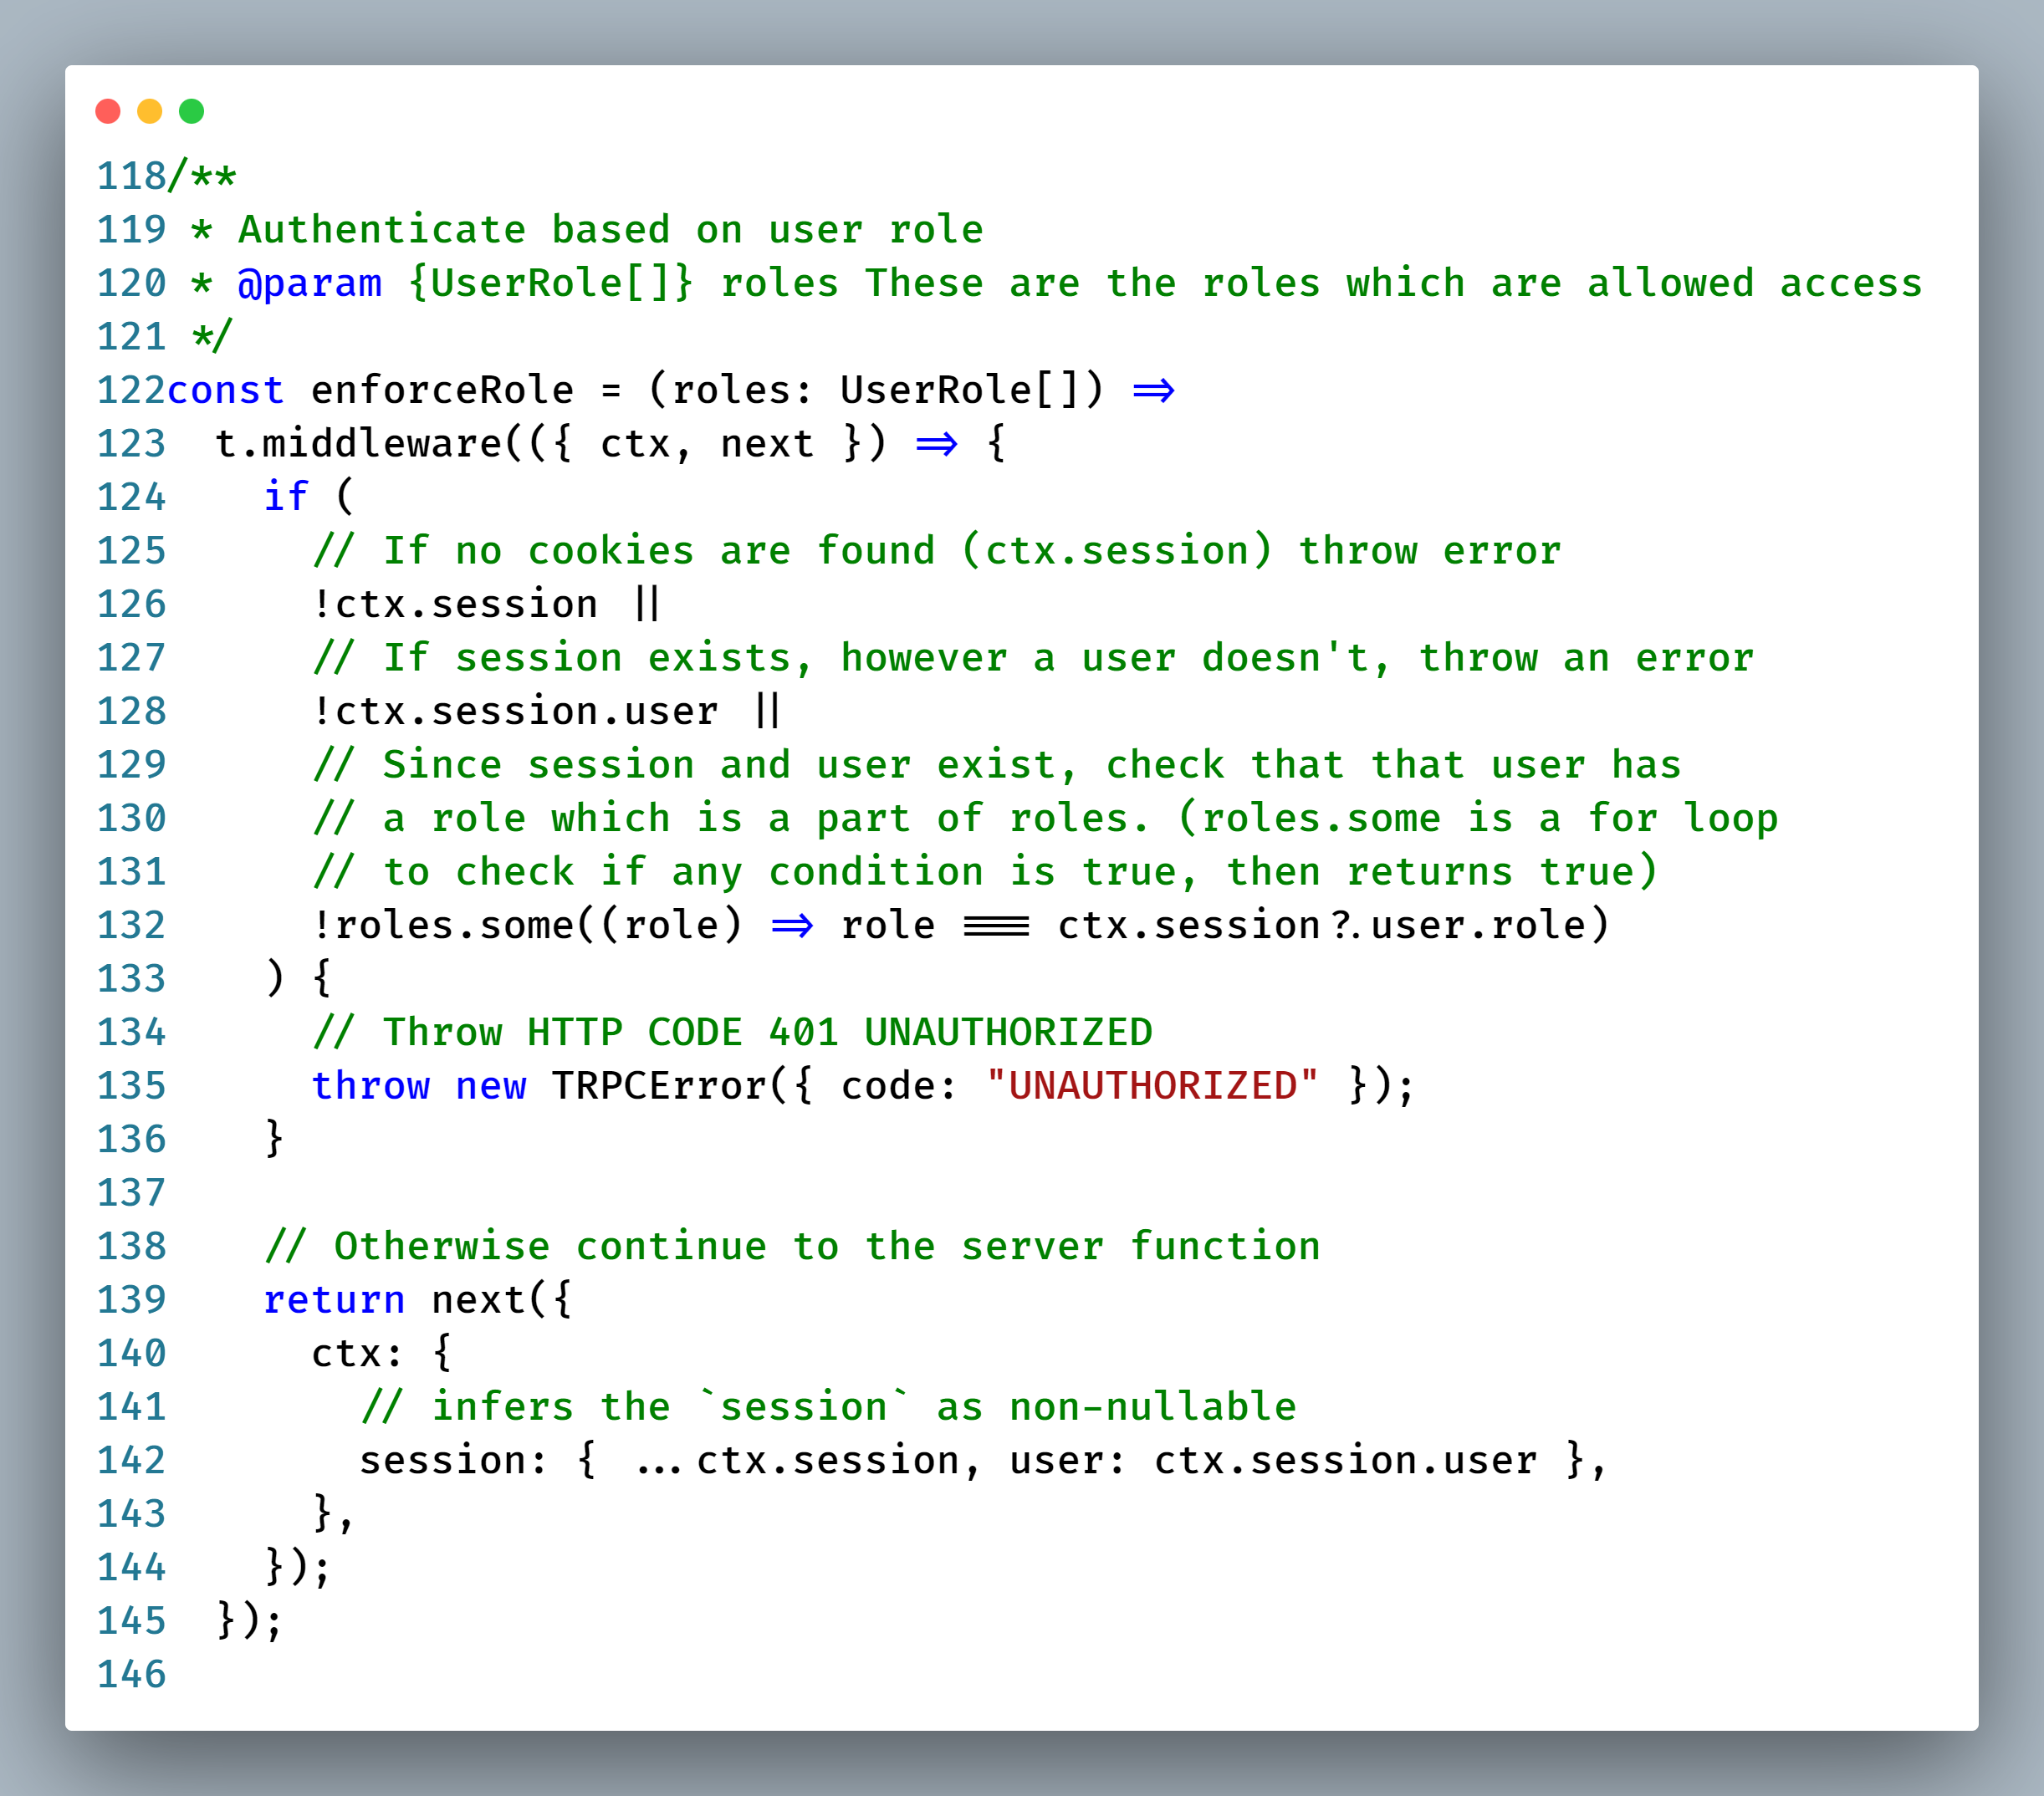 118/**
119 * Authenticate based on user role
120 * @param {UserRole[]} roles These are the roles which are allowed access
121 */
122const enforceRole = (roles: UserRole[]) =>
123  t.middleware(({ ctx, next }) => {
124    if (
125      // If no cookies are found (ctx.session) throw error
126      !ctx.session ||
127      // If session exists, however a user doesn't, throw an error
128      !ctx.session.user ||
129      // Since session and user exist, check that that user has
130      // a role which is a part of roles. (roles.some is a for loop
131      // to check if any condition is true, then returns true)
132      !roles.some((role) => role === ctx.session?.user.role)
133    ) {
134      // Throw HTTP CODE 401 UNAUTHORIZED
135      throw new TRPCError({ code: "UNAUTHORIZED" });
136    }
137
138    // Otherwise continue to the server function
139    return next({
140      ctx: {
141        // infers the `session` as non-nullable
142        session: { ...ctx.session, user: ctx.session.user },
143      },
144    });
145  });
146